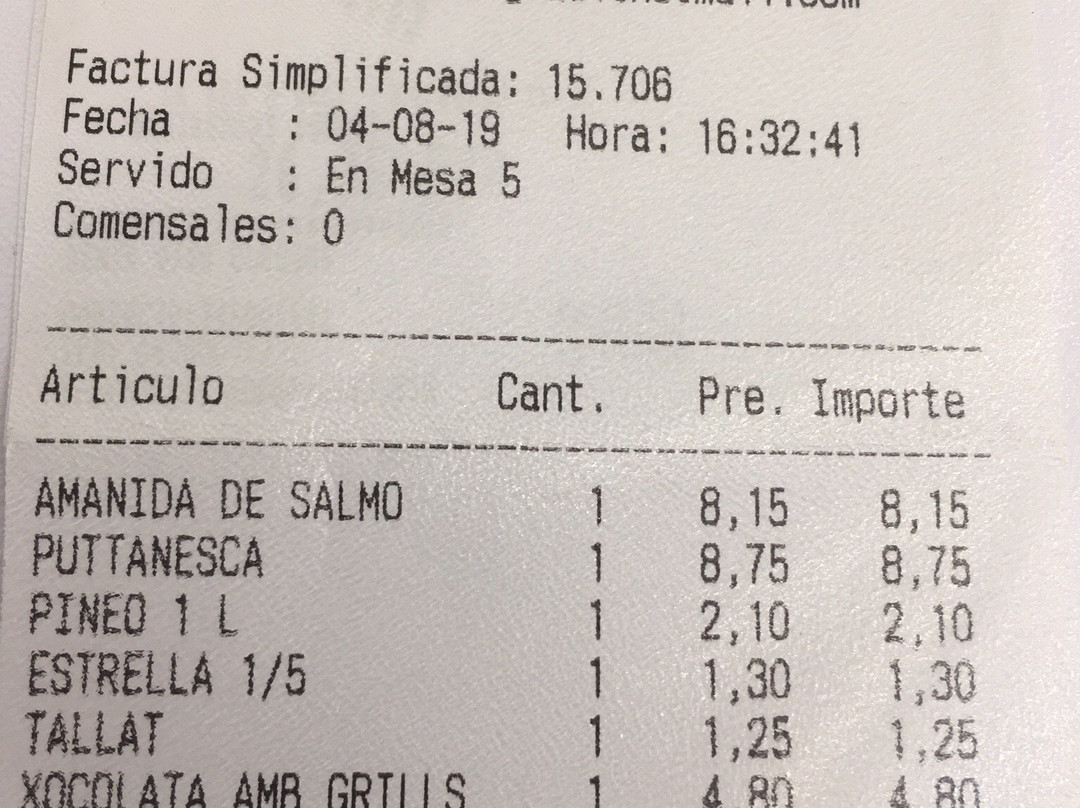 Factura Simplificada: 15.706
Fecha : 04-08-19 Hora: 16:32:41
Servido : En Mesa 5
Comensales: 0
Articulo Cant. Pre. Importe
AMANIDA DE SALMO 1 8,15 8,15
PUTTANESCA 1 8,75 8,75
PINEO 1 L 1 2,10 2,10
ESTRELLA 1/5 1 1,30 1,30
TALLAT 1 1,25 1,25
XOCOLATA AMB GRILLS 1 4,80 4,80